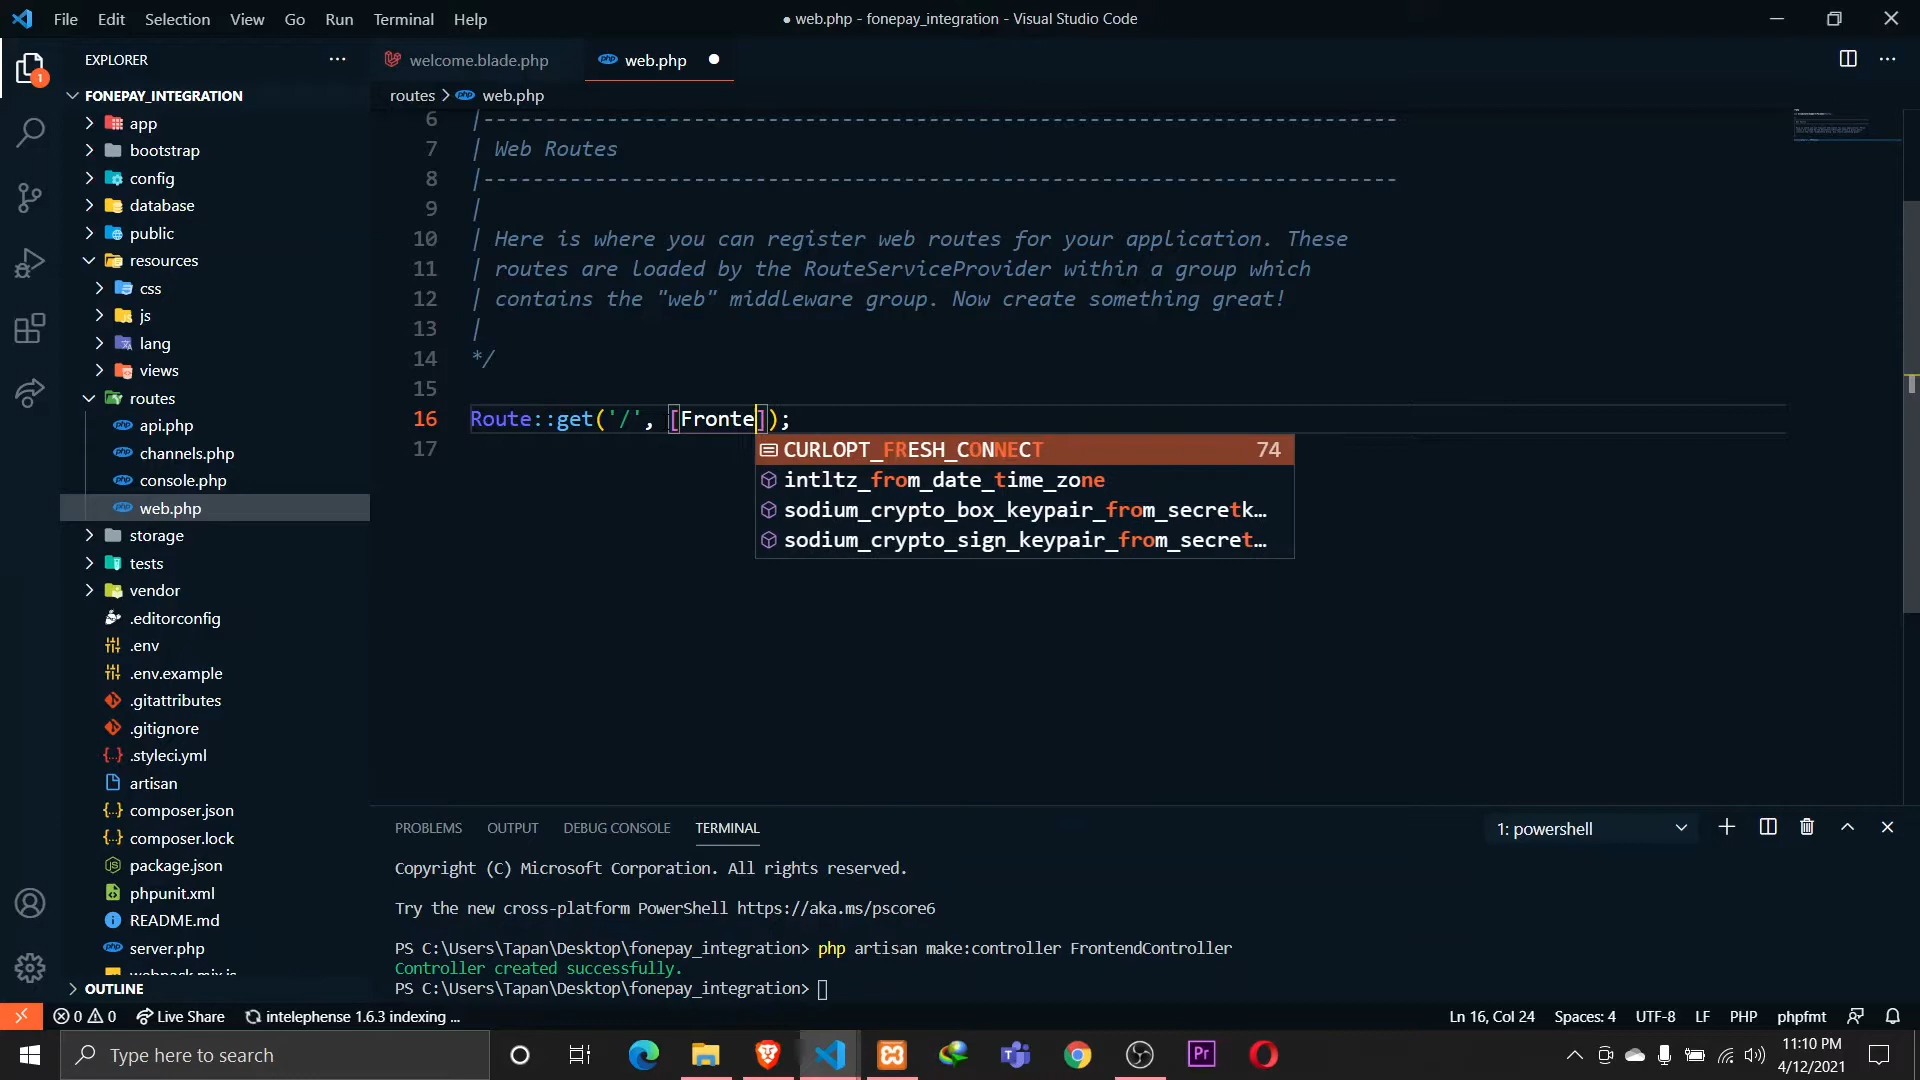 File Edit Selection View Go Run Terminal Help
● web.php - fonepay_integration - Visual Studio Code
EXPLORER
1
FONEPAY_INTEGRATION
app
bootstrap
config
database
public
resources
css
js
lang
views
routes
api.php
channels.php
console.php
web.php
storage
tests
vendor
.editorconfig
.env
.env.example
.gitattributes
.gitignore
.styleci.yml
artisan
composer.json
composer.lock
package.json
phpunit.xml
README.md
server.php
webpack.mix.js
OUTLINE
welcome.blade.php
web.php
routes > web.php
6 |--------------------------------------------------------------------------
7 | Web Routes
8 |--------------------------------------------------------------------------
9 |
10 | Here is where you can register web routes for your application. These
11 | routes are loaded by the RouteServiceProvider within a group which
12 | contains the "web" middleware group. Now create something great!
13 |
14 */
15
16 Route::get('/', [Fronte]);
17
CURLOPT_FRESH_CONNECT 74
intltz_from_date_time_zone
sodium_crypto_box_keypair_from_secretk...
sodium_crypto_sign_keypair_from_secret...
PROBLEMS OUTPUT DEBUG CONSOLE TERMINAL
1: powershell
Copyright (C) Microsoft Corporation. All rights reserved.
Try the new cross-platform PowerShell https://aka.ms/pscore6
PS C:\Users\Tapan\Desktop\fonepay_integration> php artisan make:controller FrontendController
Controller created successfully.
PS C:\Users\Tapan\Desktop\fonepay_integration>
0 0 Live Share intelephense 1.6.3 indexing ...
Ln 16, Col 24 Spaces: 4 UTF-8 LF PHP phpfmt
Type here to search
Pr
11:10 PM
4/12/2021